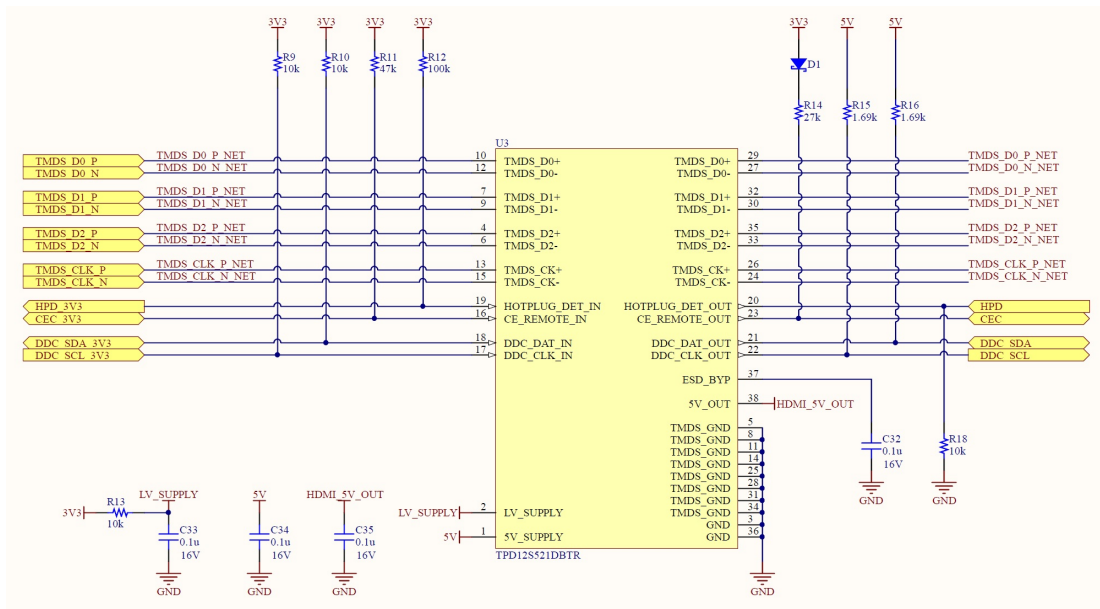 3V3 3V3 3V3 3V3 3V3 5V 5V
R9 10k
R10 10k
R11 47k
R12 100k
D1
R14 27k
R15 1.69k
R16 1.69k
U3
TMDS_D0_P TMDS_D0_P_NET 10 TMDS_D0+ TMDS_D0+ 29 TMDS_D0_P_NET
TMDS_D0_N TMDS_D0_N_NET 12 TMDS_D0- TMDS_D0- 27 TMDS_D0_N_NET
TMDS_D1_P TMDS_D1_P_NET 7 TMDS_D1+ TMDS_D1+ 32 TMDS_D1_P_NET
TMDS_D1_N TMDS_D1_N_NET 9 TMDS_D1- TMDS_D1- 30 TMDS_D1_N_NET
TMDS_D2_P TMDS_D2_P_NET 4 TMDS_D2+ TMDS_D2+ 35 TMDS_D2_P_NET
TMDS_D2_N TMDS_D2_N_NET 6 TMDS_D2- TMDS_D2- 33 TMDS_D2_N_NET
TMDS_CLK_P TMDS_CLK_P_NET 13 TMDS_CK+ TMDS_CK+ 26 TMDS_CLK_P_NET
TMDS_CLK_N TMDS_CLK_N_NET 15 TMDS_CK- TMDS_CK- 24 TMDS_CLK_N_NET
HPD_3V3 19 HOTPLUG_DET_IN HOTPLUG_DET_OUT 20 HPD
CEC_3V3 16 CE_REMOTE_IN CE_REMOTE_OUT 23 CEC
DDC_SDA_3V3 18 DDC_DAT_IN DDC_DAT_OUT 21 DDC_SDA
DDC_SCL_3V3 17 DDC_CLK_IN DDC_CLK_OUT 22 DDC_SCL
ESD_BYP 37
5V_OUT 38 HDMI_5V_OUT
TMDS_GND 5
TMDS_GND 8
TMDS_GND 11
TMDS_GND 14
TMDS_GND 25
TMDS_GND 28
TMDS_GND 31
TMDS_GND 34
GND 3
GND 36
C32
0.1u
16V
GND
R18
10k
GND
R13
3V3
10k
LV_SUPPLY
C33
0.1u
16V
GND
5V
C34
0.1u
16V
GND
HDMI_5V_OUT
C35
0.1u
16V
GND
LV_SUPPLY 2 LV_SUPPLY
5V 1 5V_SUPPLY
TPD12S521DBTR
GND